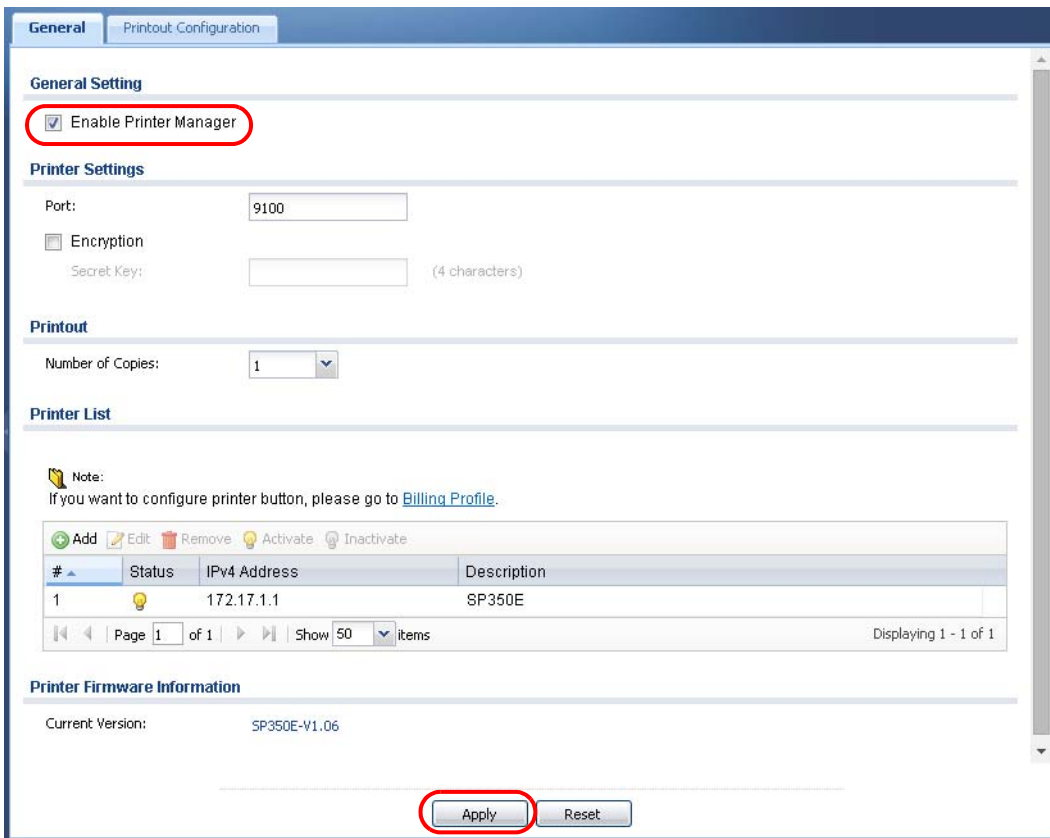 General Printout Configuration
General Setting
Enable Printer Manager
Printer Settings
Port: 9100
Encryption
Secret Key: (4 characters)
Printout
Number of Copies: 1
Printer List
Note:
If you want to configure printer button, please go to Billing Profile.
Add Edit Remove Activate Inactivate
# Status IPv4 Address Description
1 172.17.1.1 SP350E
Page 1 of 1 Show 50 items Displaying 1 - 1 of 1
Printer Firmware Information
Current Version: SP350E-V1.06
Apply Reset